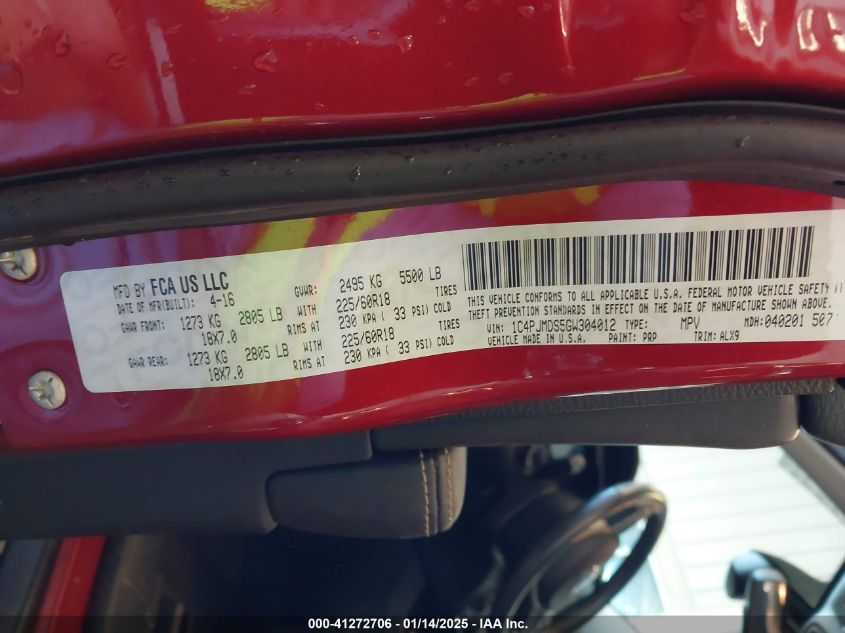 MFD BY FCA US LLC
DATE OF MFR(BUILT): 4-16 GVWR: 2495 KG 5500 LB
GAWR FRONT: 1273 KG 2805 LB WITH 225/60R18 TIRES
18X7.0 RIMS AT 230 KPA ( 33 PSI) COLD
GAWR REAR: 1273 KG 2805 LB WITH 225/60R18 TIRES
18X7.0 RIMS AT 230 KPA ( 33 PSI) COLD
THIS VEHICLE CONFORMS TO ALL APPLICABLE U.S.A. FEDERAL MOTOR VEHICLE SAFETY
THEFT PREVENTION STANDARDS IN EFFECT ON THE DATE OF MANUFACTURE SHOWN ABOVE.
VIN: 1C4PJMDS5GW304012 TYPE: MPV MDH: 040201 507
VEHICLE MADE IN U.S.A. PAINT: PRP TRIM: ALX9
000-41272706 - 01/14/2025 - IAA Inc.